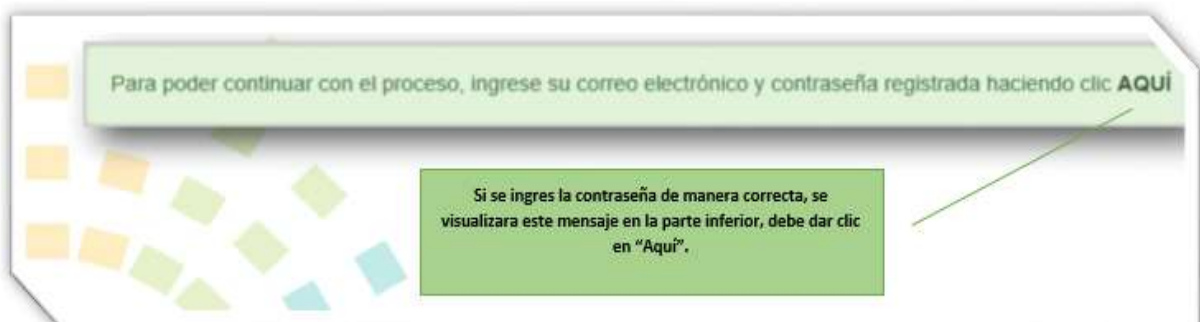 Para poder continuar con el proceso, ingrese su correo electrónico y contraseña registrada haciendo clic AQUÍ
Si se ingres la contraseña de manera correcta, se
visualizara este mensaje en la parte inferior, debe dar clic
en “Aquí”.